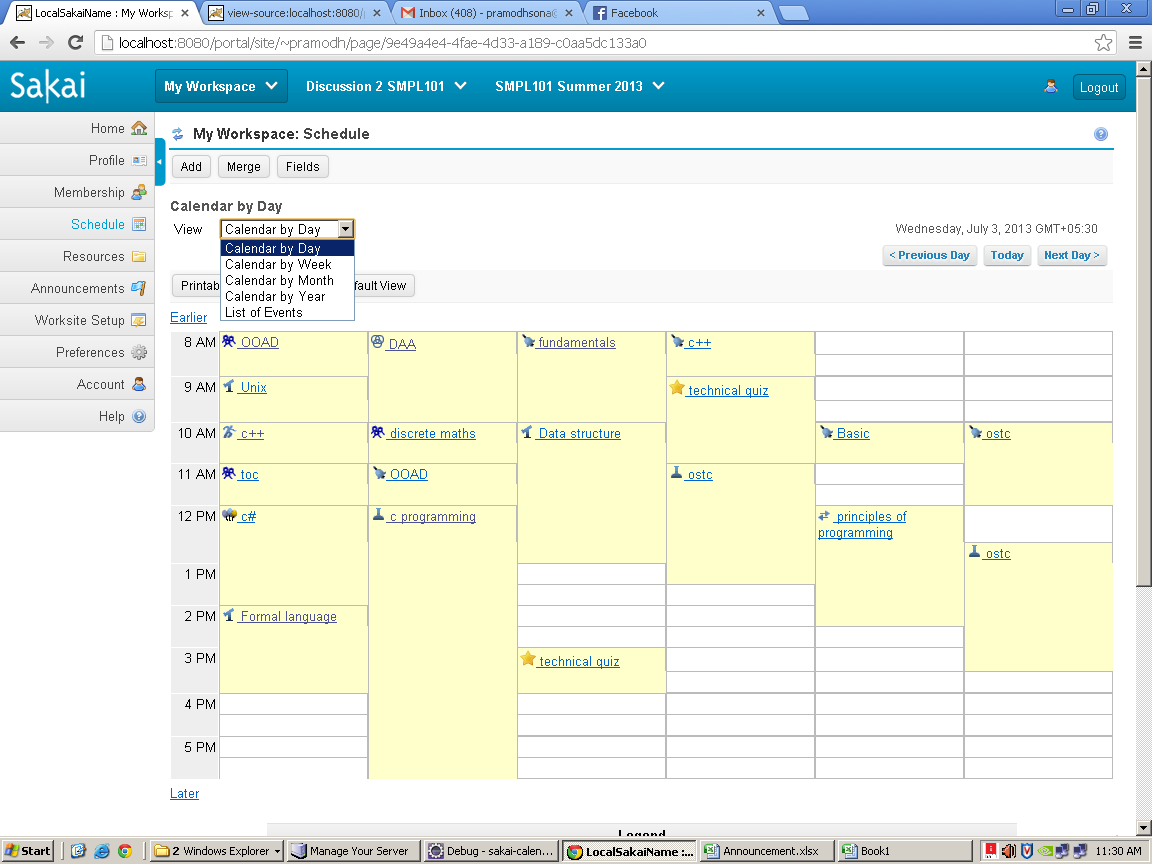 LocalSakaiName : My Works
view-source:localhost:8080/p
Inbox (408) - pramodhsona@
Facebook
localhost:8080/portal/site/~pramodh/page/9e49a4e4-4fae-4d33-a189-c0aa5dc133a0
Sakai
My Workspace
Discussion 2 SMPL101
SMPL101 Summer 2013
Logout
Home
Profile
Membership
Schedule
Resources
Announcements
Worksite Setup
Preferences
Account
Help
My Workspace: Schedule
Add
Merge
Fields
Calendar by Day
View
Calendar by Day
Wednesday, July 3, 2013 GMT+05:30
Calendar by Day
Calendar by Week
Calendar by Month
Calendar by Year
List of Events
< Previous Day
Today
Next Day >
Printab
fault View
Earlier
8 AM OOAD DAA fundamentals c++
9 AM Unix technical quiz
10 AM c++ discrete maths Data structure Basic ostc
11 AM toc OOAD ostc
12 PM c# c programming principles of
programming
ostc
1 PM
2 PM Formal language
3 PM technical quiz
4 PM
5 PM
Later
Legend
Start
2 Windows Explorer
Manage Your Server
Debug - sakai-calen...
LocalSakaiName :...
Announcement.xlsx
Book1
11:30 AM